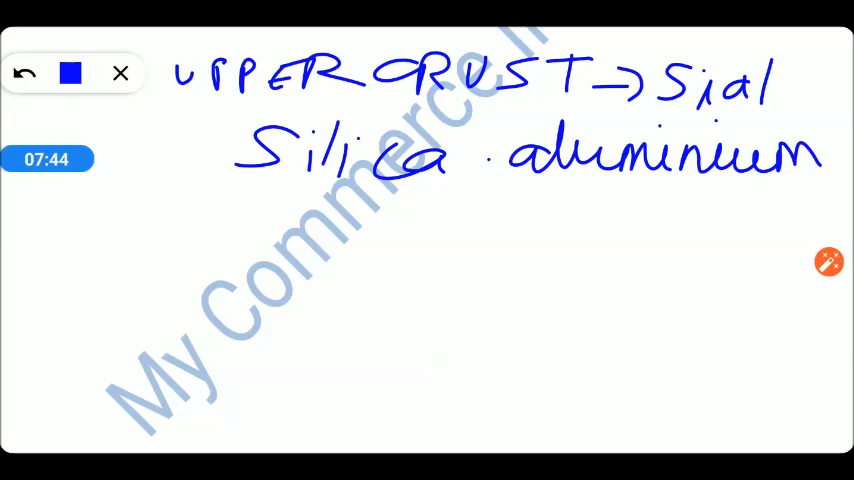 UPPER CRUST → Sial
Silica . aluminium
07:44
My Commerce.